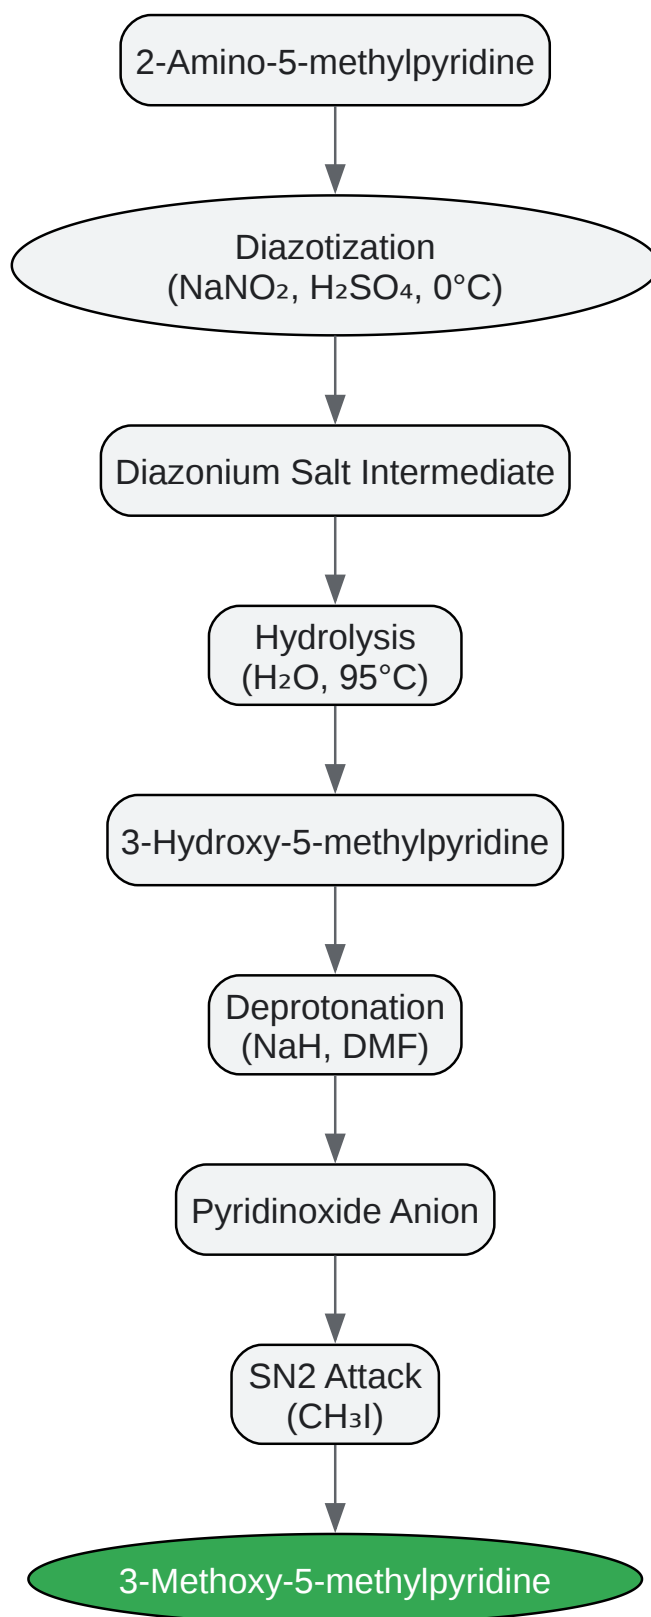 2-Amino-5-methylpyridine
Diazotization
(NaNO₂, H₂SO₄, 0°C)
Diazonium Salt Intermediate
Hydrolysis
(H₂O, 95°C)
3-Hydroxy-5-methylpyridine
Deprotonation
(NaH, DMF)
Pyridinoxide Anion
SN2 Attack
(CH₃I)
3-Methoxy-5-methylpyridine